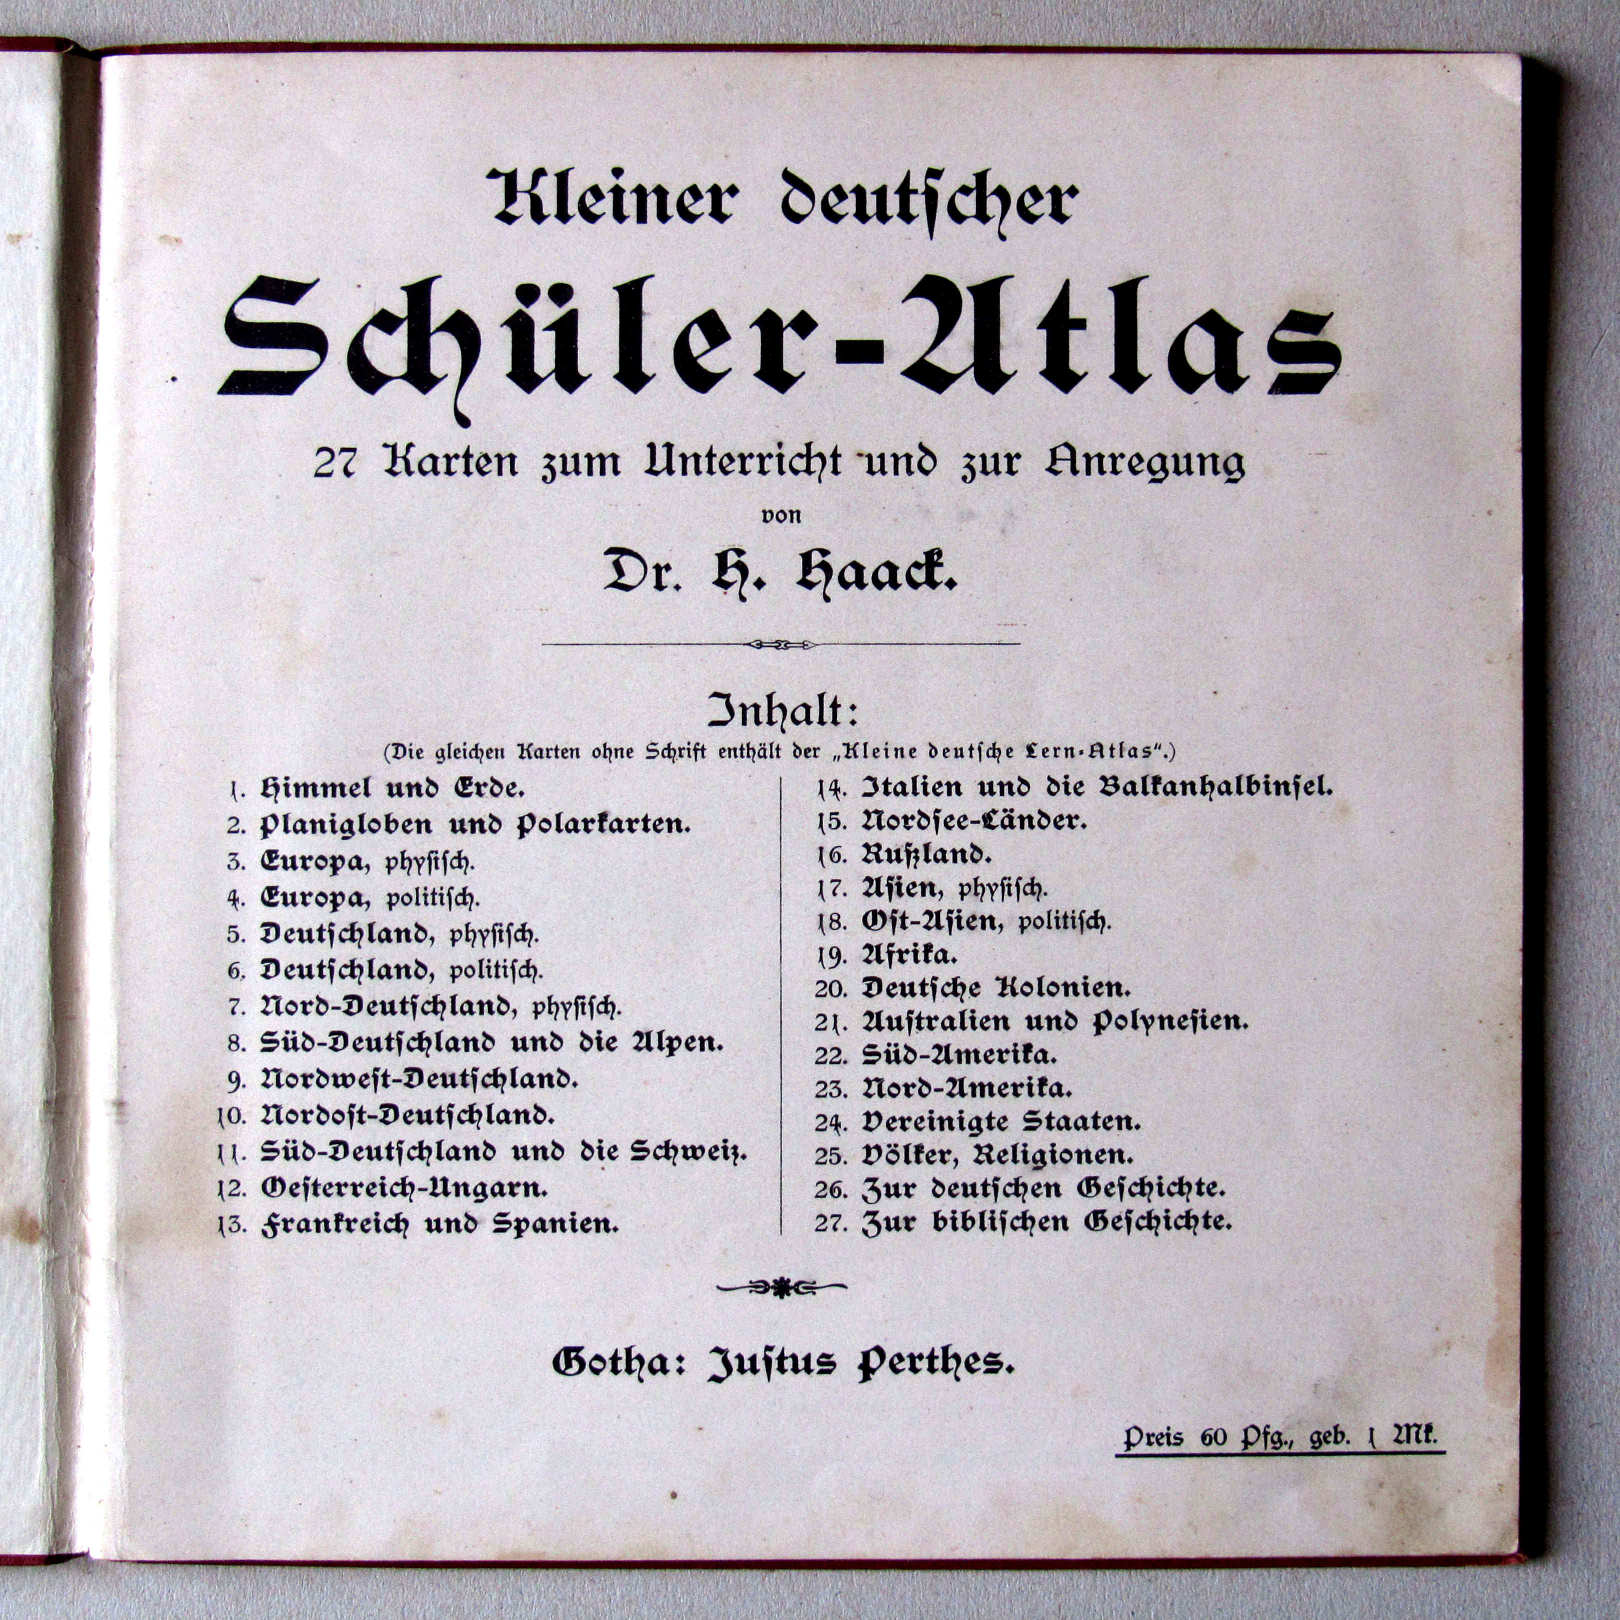 Kleiner deutscher
Schüler-Atlas
27 Karten zum Unterricht und zur Anregung
von
Dr. H. Haack.
Inhalt:
(Die gleichen Karten ohne Schrift enthält der „Kleine deutsche Lern-Atlas“.)
1. Himmel und Erde.
2. Planigloben und Polarkarten.
3. Europa, physisch.
4. Europa, politisch.
5. Deutschland, physisch.
6. Deutschland, politisch.
7. Nord-Deutschland, physisch.
8. Süd-Deutschland und die Alpen.
9. Nordwest-Deutschland.
10. Nordost-Deutschland.
11. Süd-Deutschland und die Schweiz.
12. Oesterreich-Ungarn.
13. Frankreich und Spanien.
14. Italien und die Balkanhalbinsel.
15. Nordsee-Länder.
16. Rußland.
17. Asien, physisch.
18. Ost-Asien, politisch.
19. Afrika.
20. Deutsche Kolonien.
21. Australien und Polynesien.
22. Süd-Amerika.
23. Nord-Amerika.
24. Vereinigte Staaten.
25. Völker, Religionen.
26. Zur deutschen Geschichte.
27. Zur biblischen Geschichte.
Gotha: Justus Perthes.
Preis 60 Pfg., geb. 1 Mk.